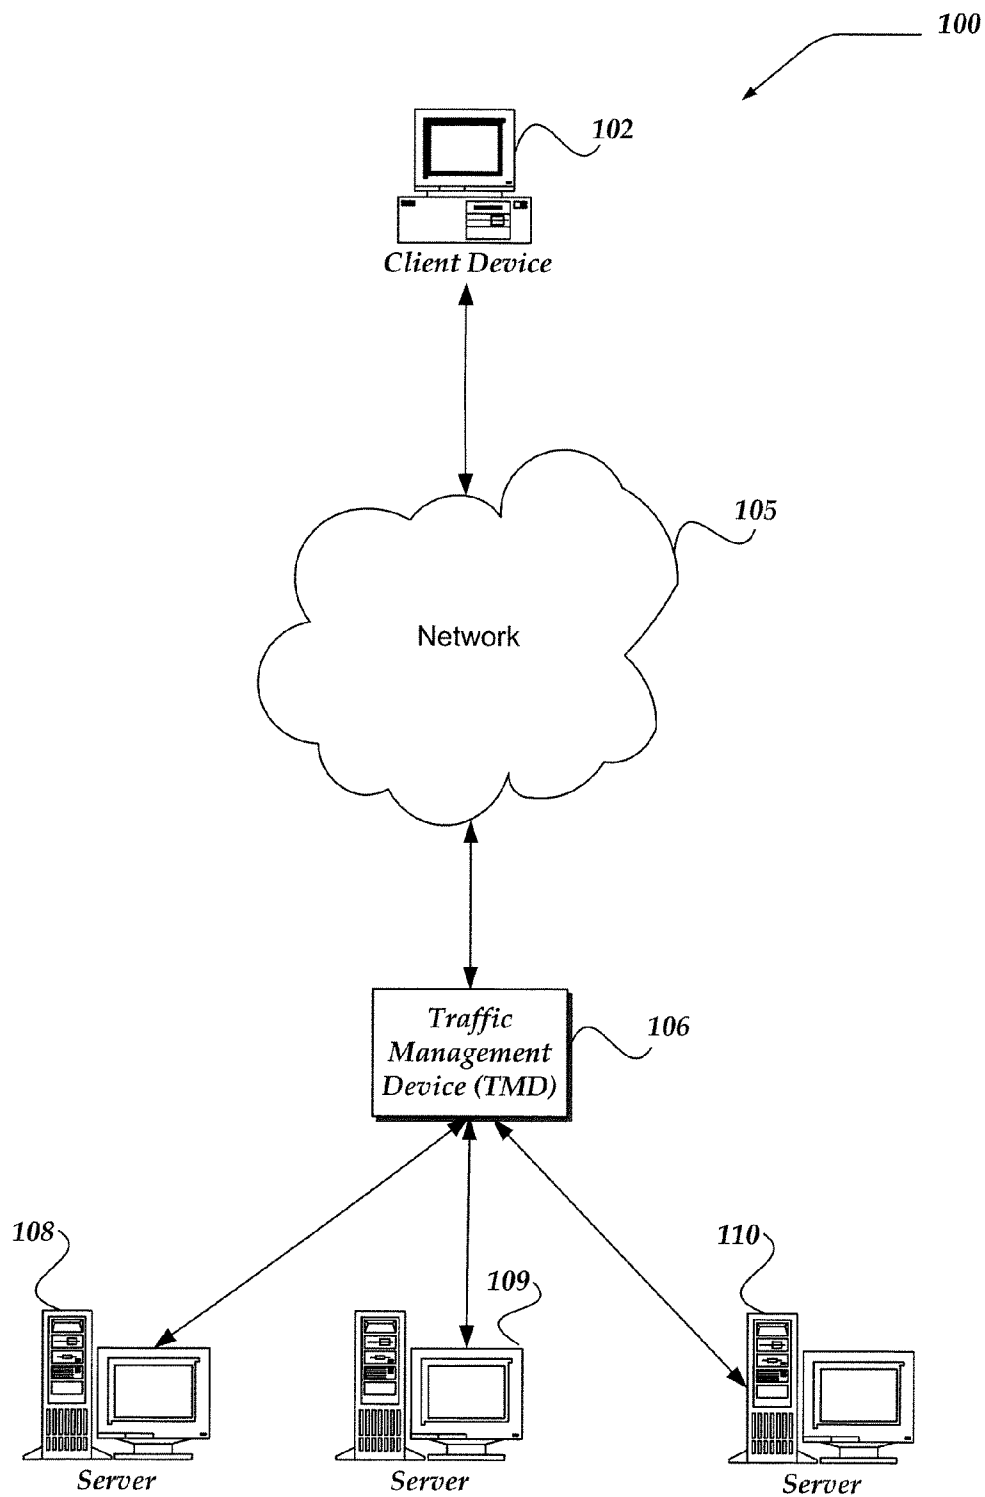 100
102
Client Device
105
Network
Traffic
Management
Device (TMD)
106
108
109
110
Server
Server
Server